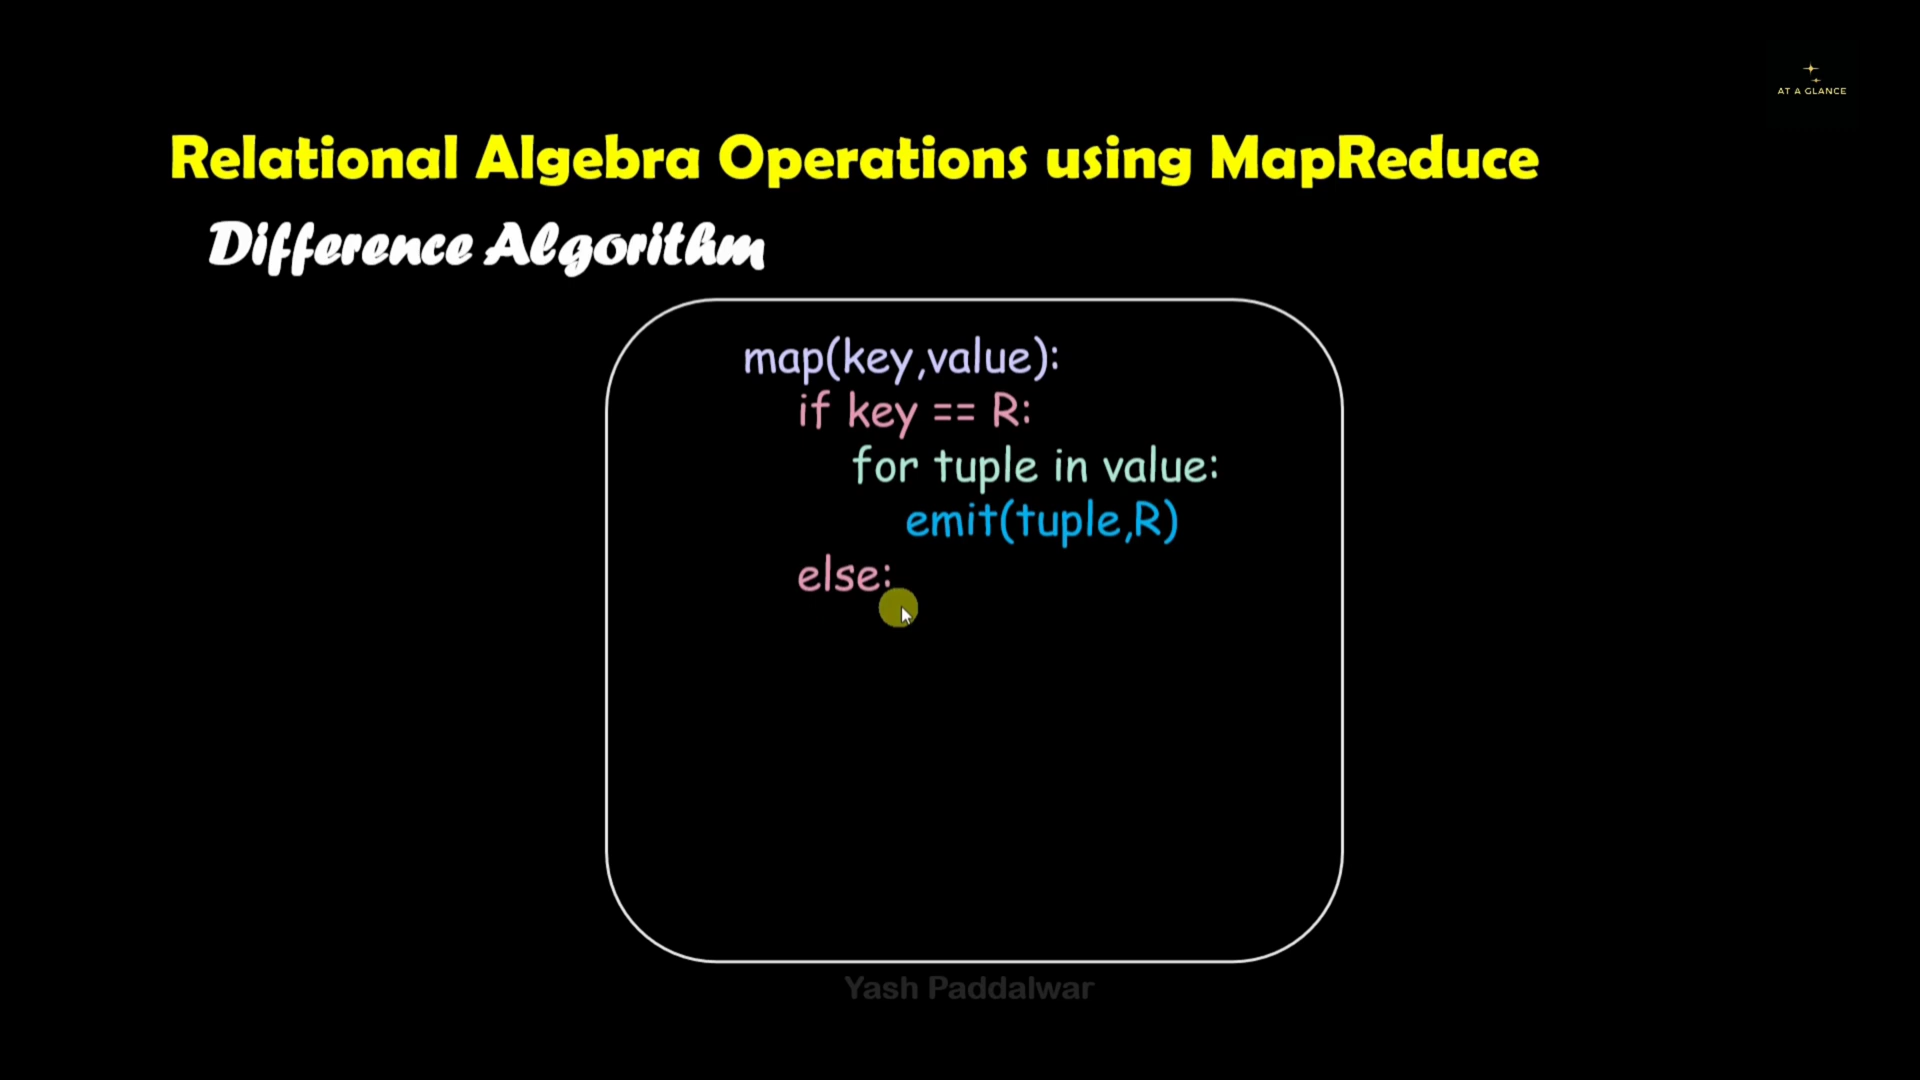 AT A GLANCE
Relational Algebra Operations using MapReduce
Difference Algorithm
map(key,value):
if key == R:
for tuple in value:
emit(tuple,R)
else:
Yash Paddalwar